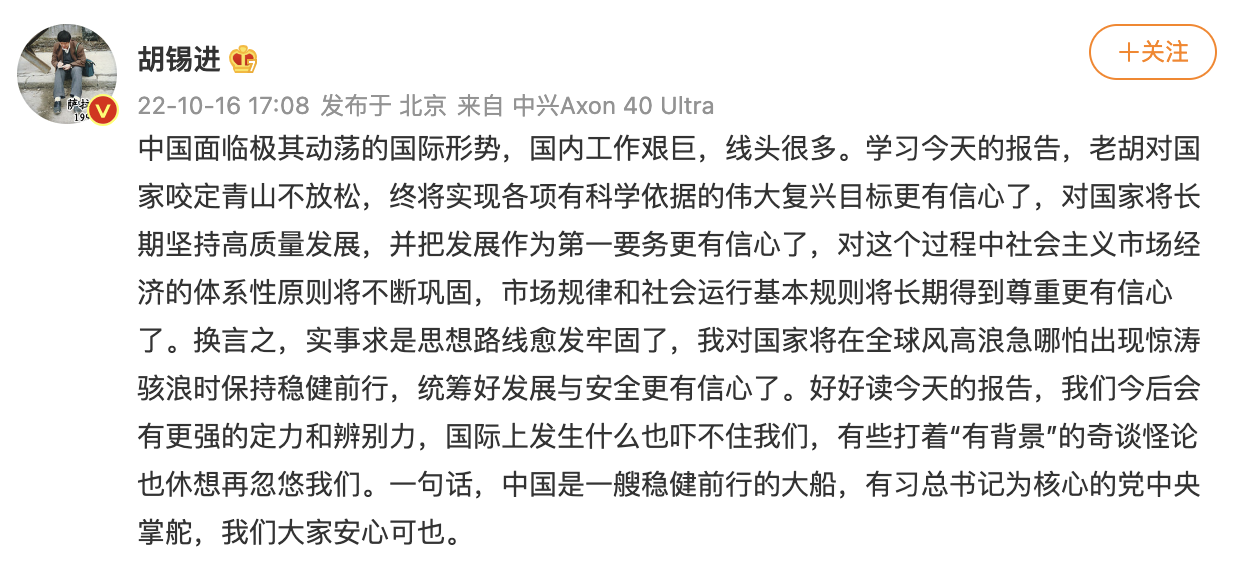 胡锡进
＋关注
22-10-16 17:08 发布于 北京 来自 中兴Axon 40 Ultra
中国面临极其动荡的国际形势，国内工作艰巨，线头很多。学习今天的报告，老胡对国
家咬定青山不放松，终将实现各项有科学依据的伟大复兴目标更有信心了，对国家将长
期坚持高质量发展，并把发展作为第一要务更有信心了，对这个过程中社会主义市场经
济的体系性原则将不断巩固，市场规律和社会运行基本规则将长期得到尊重更有信心
了。换言之，实事求是思想路线愈发牢固了，我对国家将在全球风高浪急哪怕出现惊涛
骇浪时保持稳健前行，统筹好发展与安全更有信心了。好好读今天的报告，我们今后会
有更强的定力和辨别力，国际上发生什么也吓不住我们，有些打着“有背景”的奇谈怪论
也休想再忽悠我们。一句话，中国是一艘稳健前行的大船，有习总书记为核心的党中央
掌舵，我们大家安心可也。